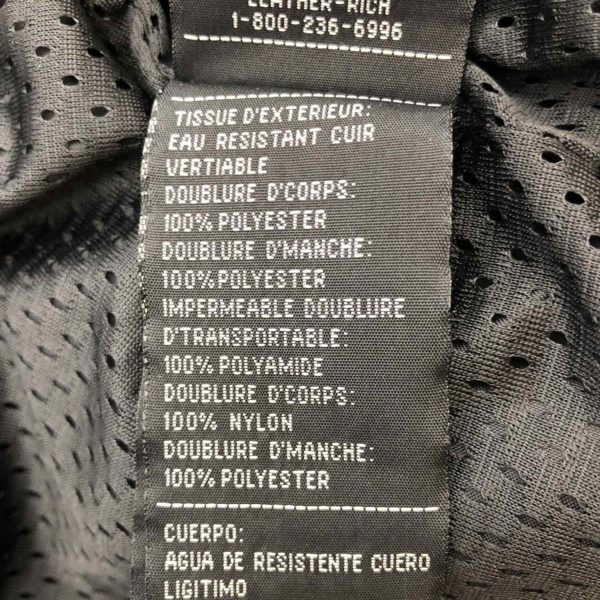 LEATHER-RICH
1-800-236-6996
TISSUE D'EXTERIEUR:
EAU RESISTANT CUIR
VERTIABLE
DOUBLURE D'CORPS:
100% POLYESTER
DOUBLURE D'MANCHE:
100% POLYESTER
IMPERMEABLE DOUBLURE
D'TRANSPORTABLE:
100% POLYAMIDE
DOUBLURE D'CORPS:
100% NYLON
DOUBLURE D'MANCHE:
100% POLYESTER
CUERPO:
AGUA DE RESISTENTE CUERO
LIGITIMO